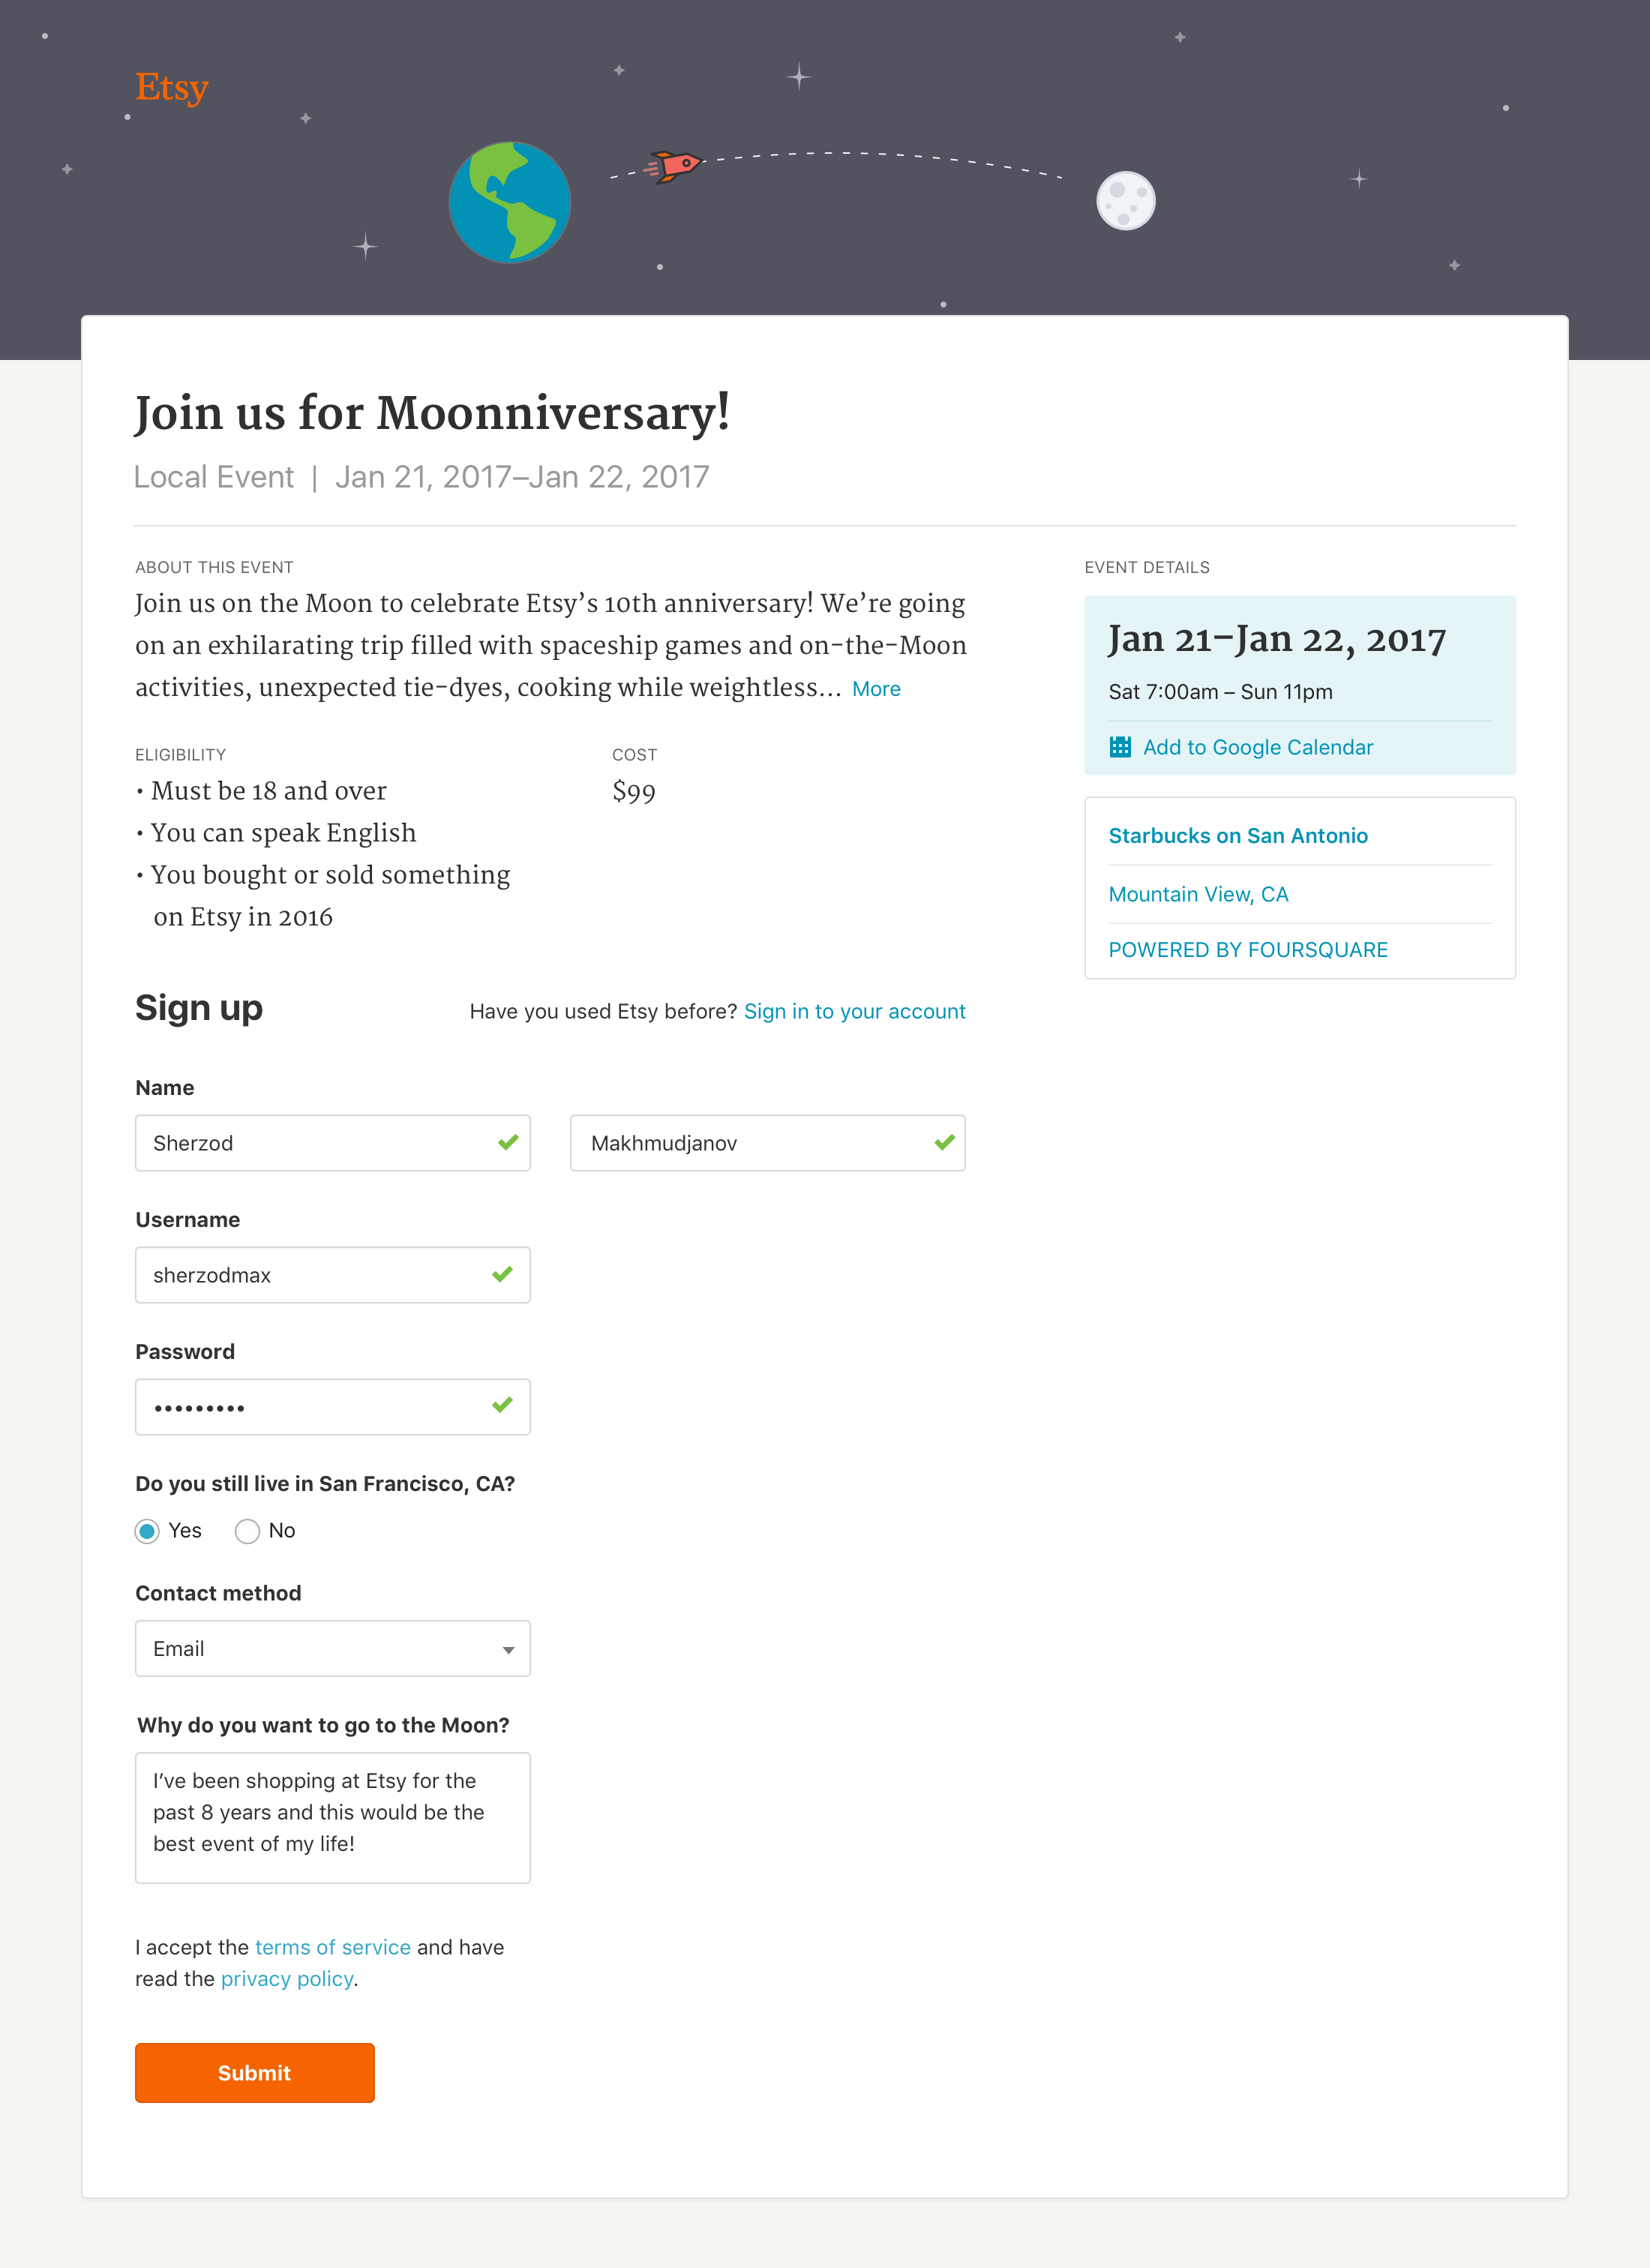 Etsy
Join us for Moonniversary!
Local Event | Jan 21, 2017–Jan 22, 2017
ABOUT THIS EVENT
Join us on the Moon to celebrate Etsy’s 10th anniversary! We’re going
on an exhilarating trip filled with spaceship games and on-the-Moon
activities, unexpected tie-dyes, cooking while weightless... More
ELIGIBILITY
• Must be 18 and over
• You can speak English
• You bought or sold something
on Etsy in 2016
COST
$99
EVENT DETAILS
Jan 21–Jan 22, 2017
Sat 7:00am – Sun 11pm
Add to Google Calendar
Starbucks on San Antonio
Mountain View, CA
POWERED BY FOURSQUARE
Sign up
Have you used Etsy before? Sign in to your account
Name
Sherzod
Makhmudjanov
Username
sherzodmax
Password
•••••••••
Do you still live in San Francisco, CA?
Yes
No
Contact method
Email
Why do you want to go to the Moon?
I’ve been shopping at Etsy for the
past 8 years and this would be the
best event of my life!
I accept the terms of service and have
read the privacy policy.
Submit